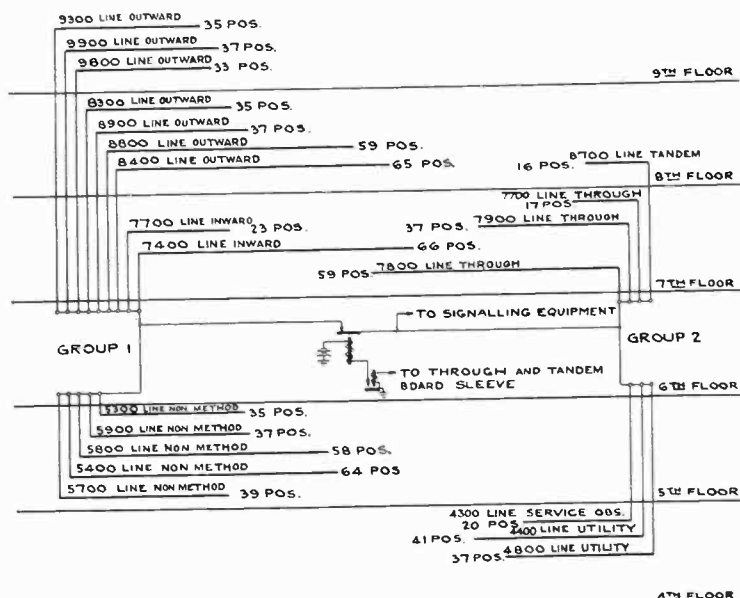 9300 LINE OUTWARD 35 POS.
9900 LINE OUTWARD 37 POS.
9800 LINE OUTWARD 33 POS.
9TH FLOOR
8300 LINE OUTWARD 35 POS.
8900 LINE OUTWARD 37 POS.
8800 LINE OUTWARD 59 POS.
8400 LINE OUTWARD 65 POS.
8700 LINE TANDEM
16 POS.
8TH FLOOR
7700 LINE THROUGH
17 POS
7700 LINE INWARD 23 POS.
37 POS. 7900 LINE THROUGH
7400 LINE INWARD 66 POS.
59 POS. 7800 LINE THROUGH
7TH FLOOR
TO SIGNALLING EQUIPMENT
GROUP 1
GROUP 2
TO THROUGH AND TANDEM
BOARD SLEEVE
6TH FLOOR
5300 LINE NON METHOD 35 POS.
5900 LINE NON METHOD 37 POS.
5800 LINE NON METHOD 58 POS.
5400 LINE NON METHOD 64 POS
5700 LINE NON METHOD 39 POS.
5TH FLOOR
4300 LINE SERVICE OBS.
20 POS.
41 POS. 4400 LINE UTILITY
37 POS. 4800 LINE UTILITY
4TH FLOOR